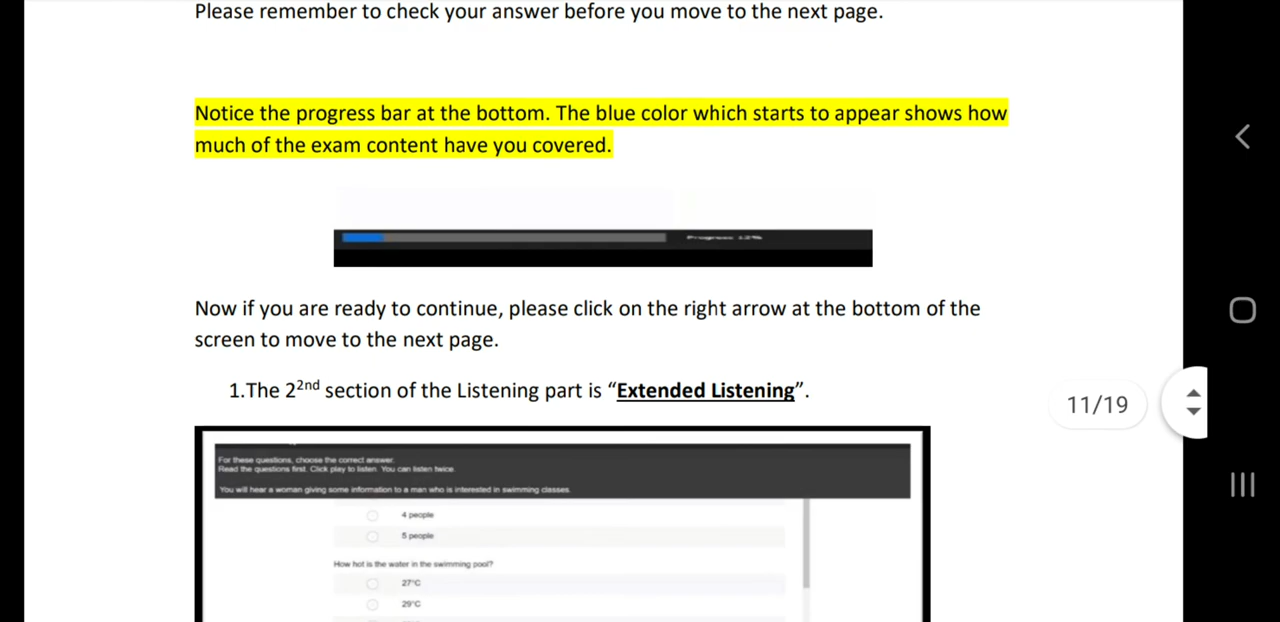 Please remember to check your answer before you move to the next page.
Notice the progress bar at the bottom. The blue color which starts to appear shows how
much of the exam content have you covered.
Progress: 12%
Now if you are ready to continue, please click on the right arrow at the bottom of the
screen to move to the next page.
1.The 2²ⁿᵈ section of the Listening part is “Extended Listening”.
11/19
For these questions, choose the correct answer.
Read the questions first. Click play to listen. You can listen twice.
You will hear a woman giving some information to a man who is interested in swimming classes.
4 people
5 people
How hot is the water in the swimming pool?
27°C
29°C